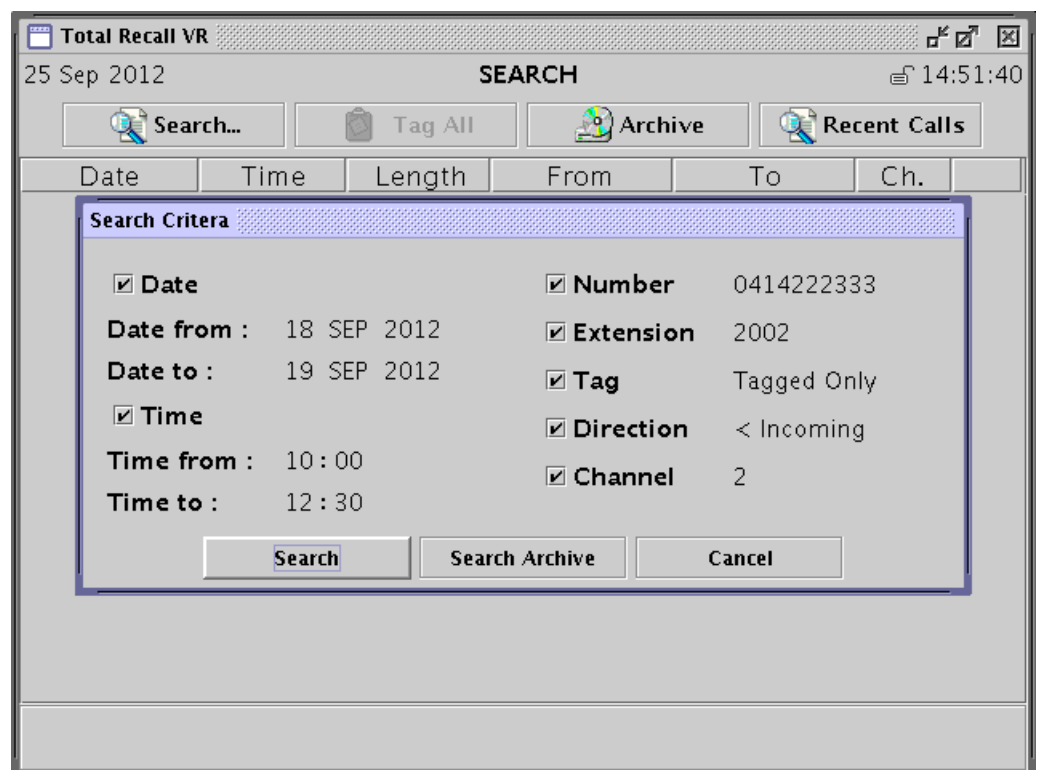 Total Recall VR
25 Sep 2012 SEARCH 14:51:40
Search... Tag All Archive Recent Calls
Date Time Length From To Ch.
Search Critera
Date
Date from : 18 SEP 2012
Date to : 19 SEP 2012
Time
Time from : 10:00
Time to : 12:30
Number 0414222333
Extension 2002
Tag Tagged Only
Direction < Incoming
Channel 2
Search Search Archive Cancel